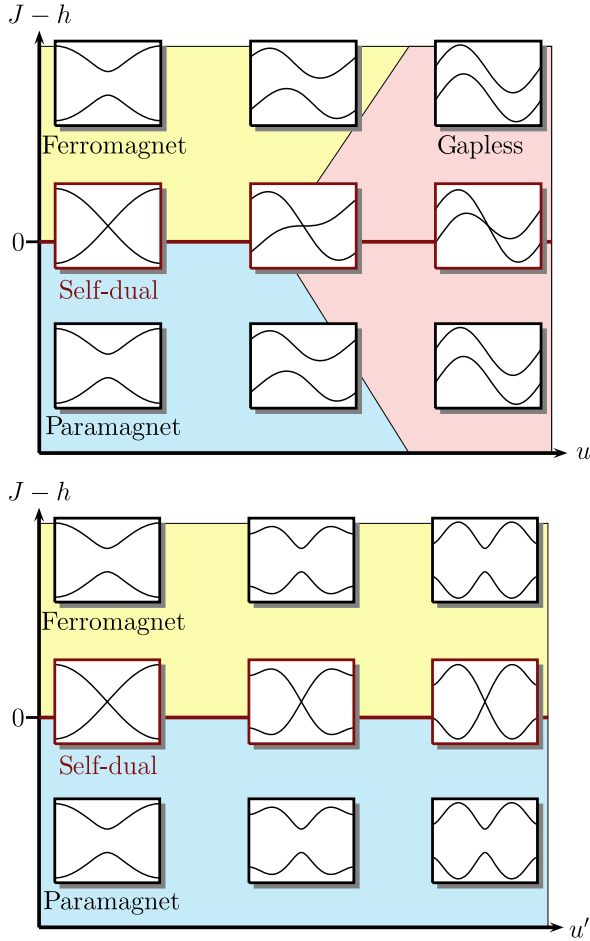 J − h
Ferromagnet
Gapless
0
Self-dual
Paramagnet
u
J − h
Ferromagnet
0
Self-dual
Paramagnet
u′